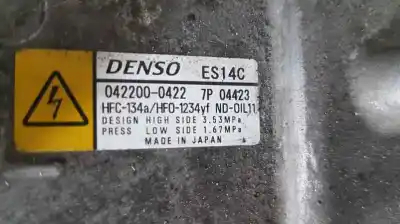 DENSO ES14C
042200-0422 7P 04423
HFC-134a/HFO-1234yf ND-OIL11
DESIGN HIGH SIDE 3.53MPa
PRESS LOW SIDE 1.67MPa
MADE IN JAPAN